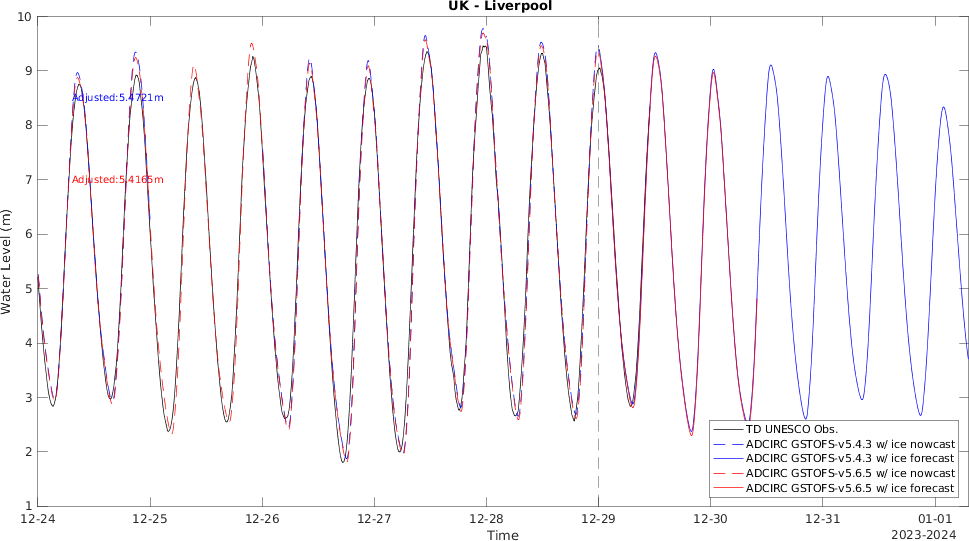 UK - Liverpool
10
9
8
7
6
5
4
3
2
1
Water Level (m)
Adjusted:5.4721m
Adjusted:5.4165m
TD UNESCO Obs.
ADCIRC GSTOFS-v5.4.3 w/ ice nowcast
ADCIRC GSTOFS-v5.4.3 w/ ice forecast
ADCIRC GSTOFS-v5.6.5 w/ ice nowcast
ADCIRC GSTOFS-v5.6.5 w/ ice forecast
12-24 12-25 12-26 12-27 12-28 12-29 12-30 12-31 01-01
Time
2023-2024